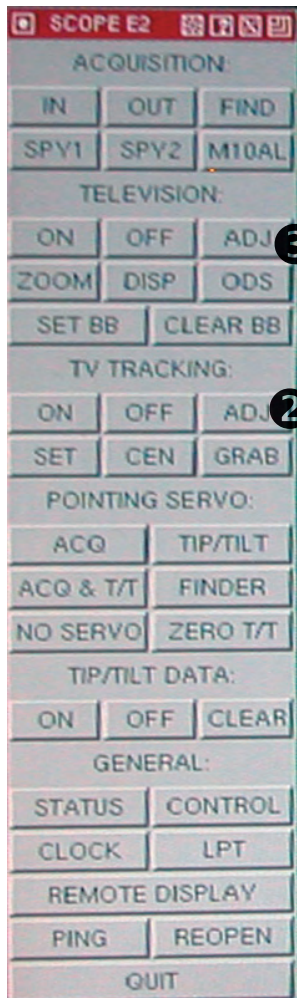 SCOPE E2
ACQUISITION:
IN OUT FIND
SPY1 SPY2 M10AL
TELEVISION:
ON OFF ADJ 3
ZOOM DISP ODS
SET BB CLEAR BB
TV TRACKING:
ON OFF ADJ 2
SET CEN GRAB
POINTING SERVO:
ACQ TIP/TILT
ACQ & T/T FINDER
NO SERVO ZERO T/T
TIP/TILT DATA:
ON OFF CLEAR
GENERAL:
STATUS CONTROL
CLOCK LPT
REMOTE DISPLAY
PING REOPEN
QUIT